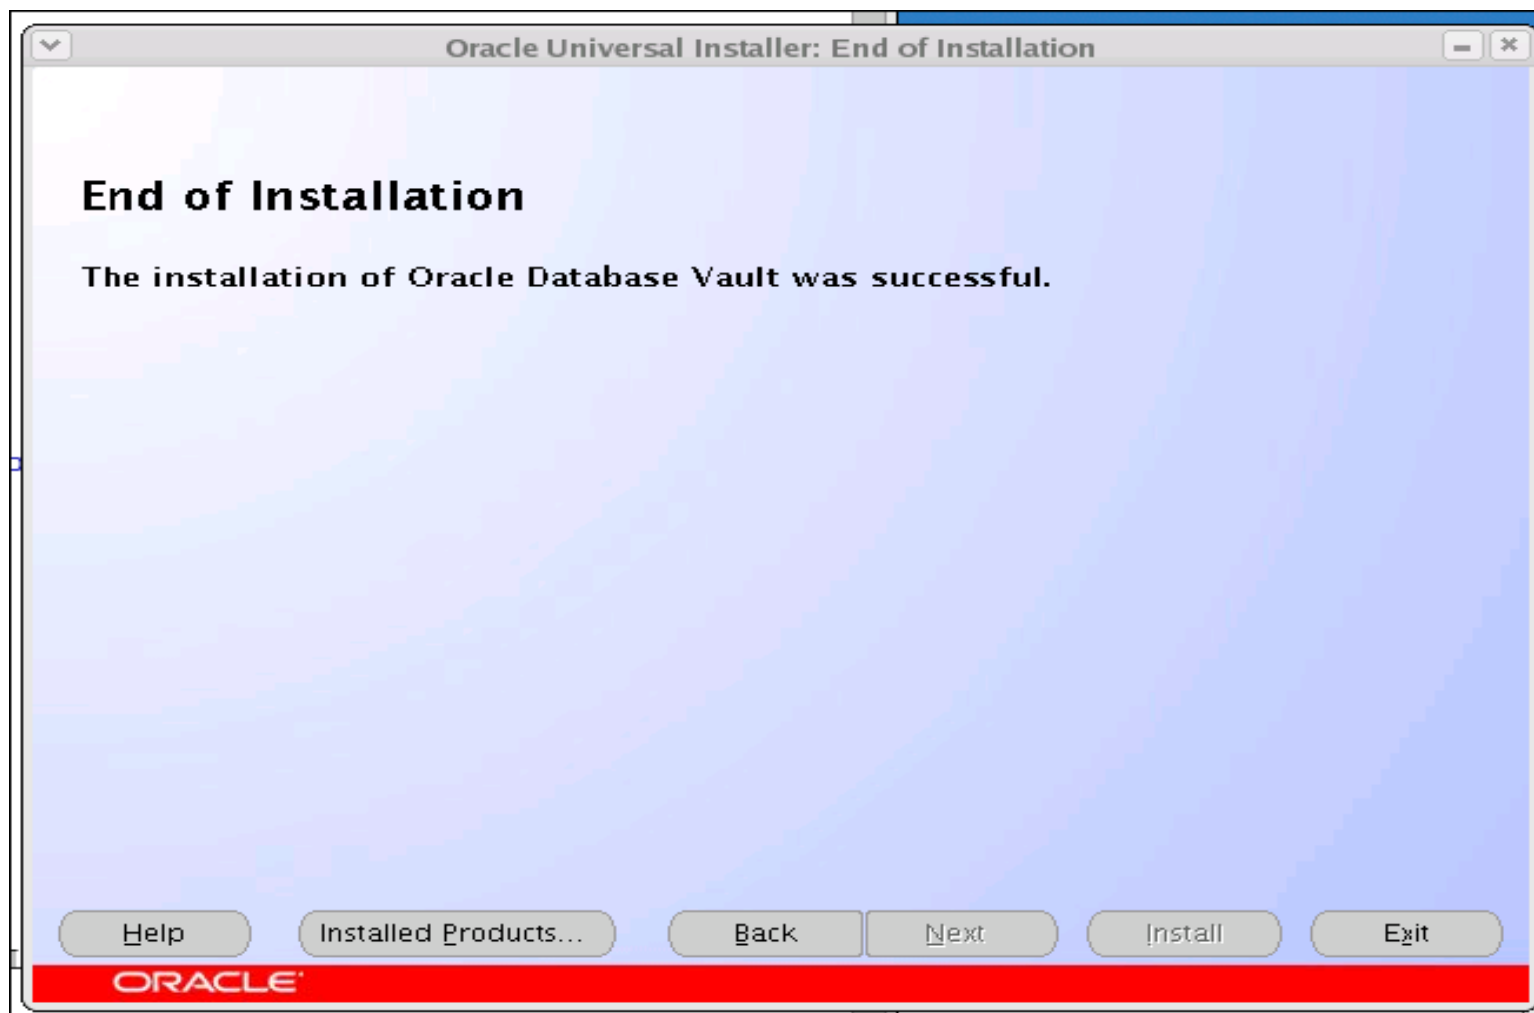 Oracle Universal Installer: End of Installation
End of Installation
The installation of Oracle Database Vault was successful.
Help Installed Products... Back Next Install Exit
ORACLE